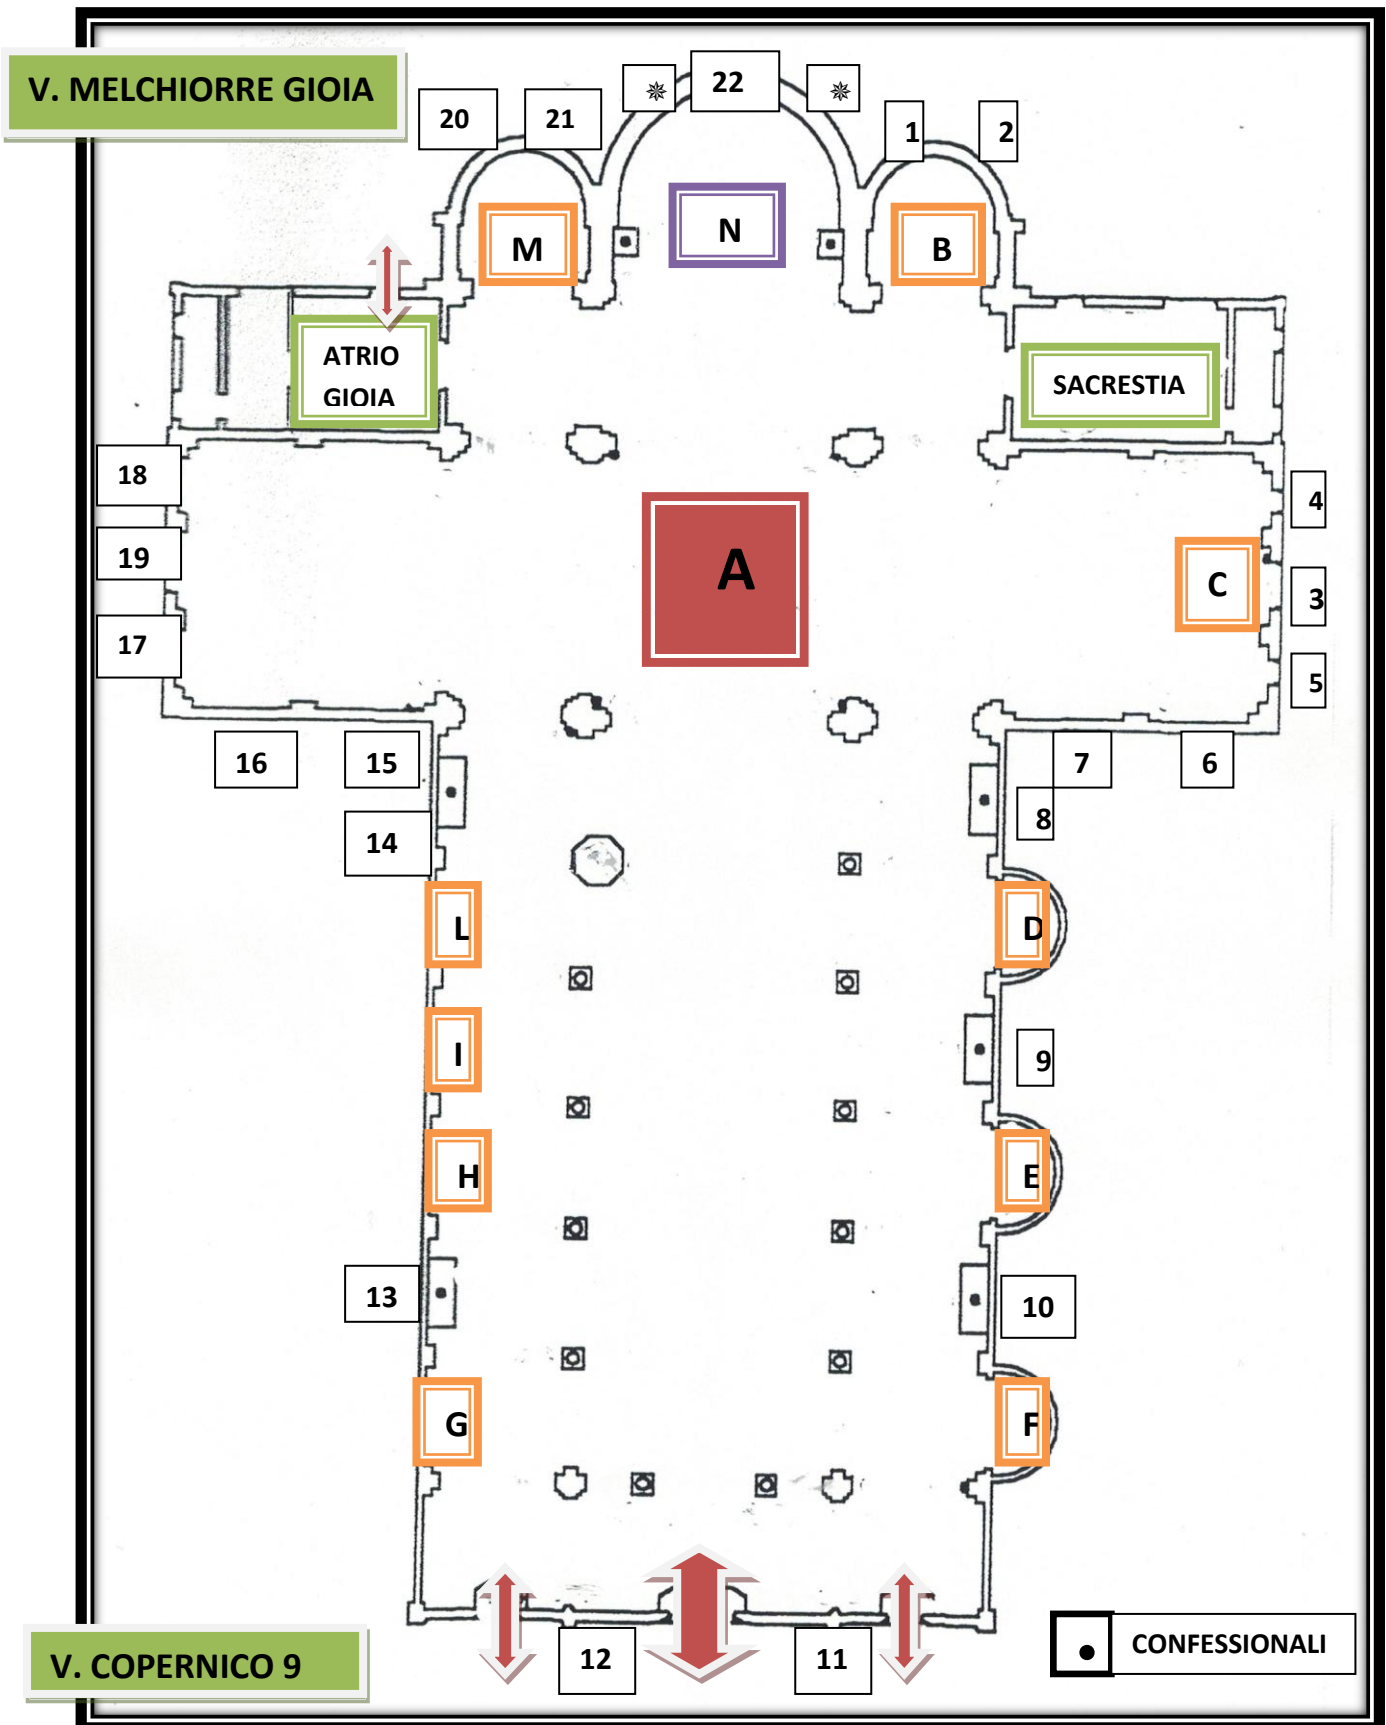 V. MELCHIORRE GIOIA
22
20
21
1
2
M
N
B
ATRIO
GIOIA
SACRESTIA
18
4
A
19
C
3
17
5
16
15
7
6
14
8
L
D
I
9
H
E
13
10
G
F
12
11
V. COPERNICO 9
CONFESSIONALI